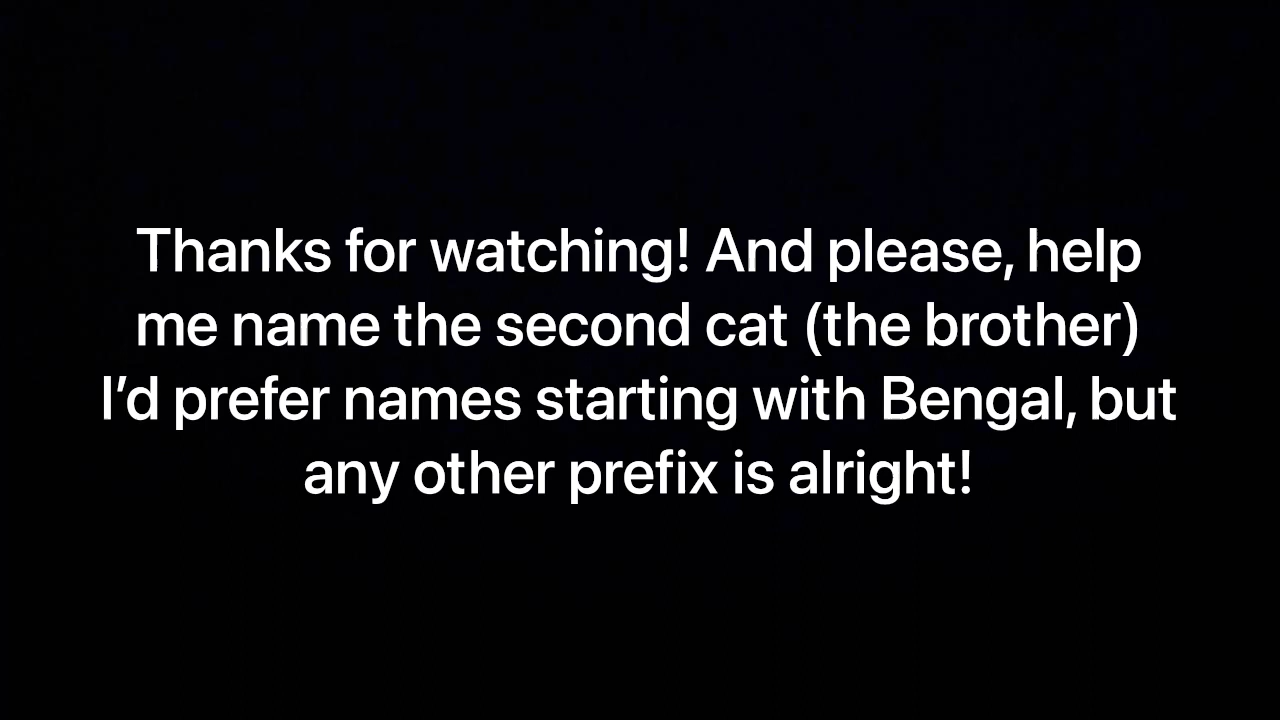 Thanks for watching! And please, help
me name the second cat (the brother)
I’d prefer names starting with Bengal, but
any other prefix is alright!